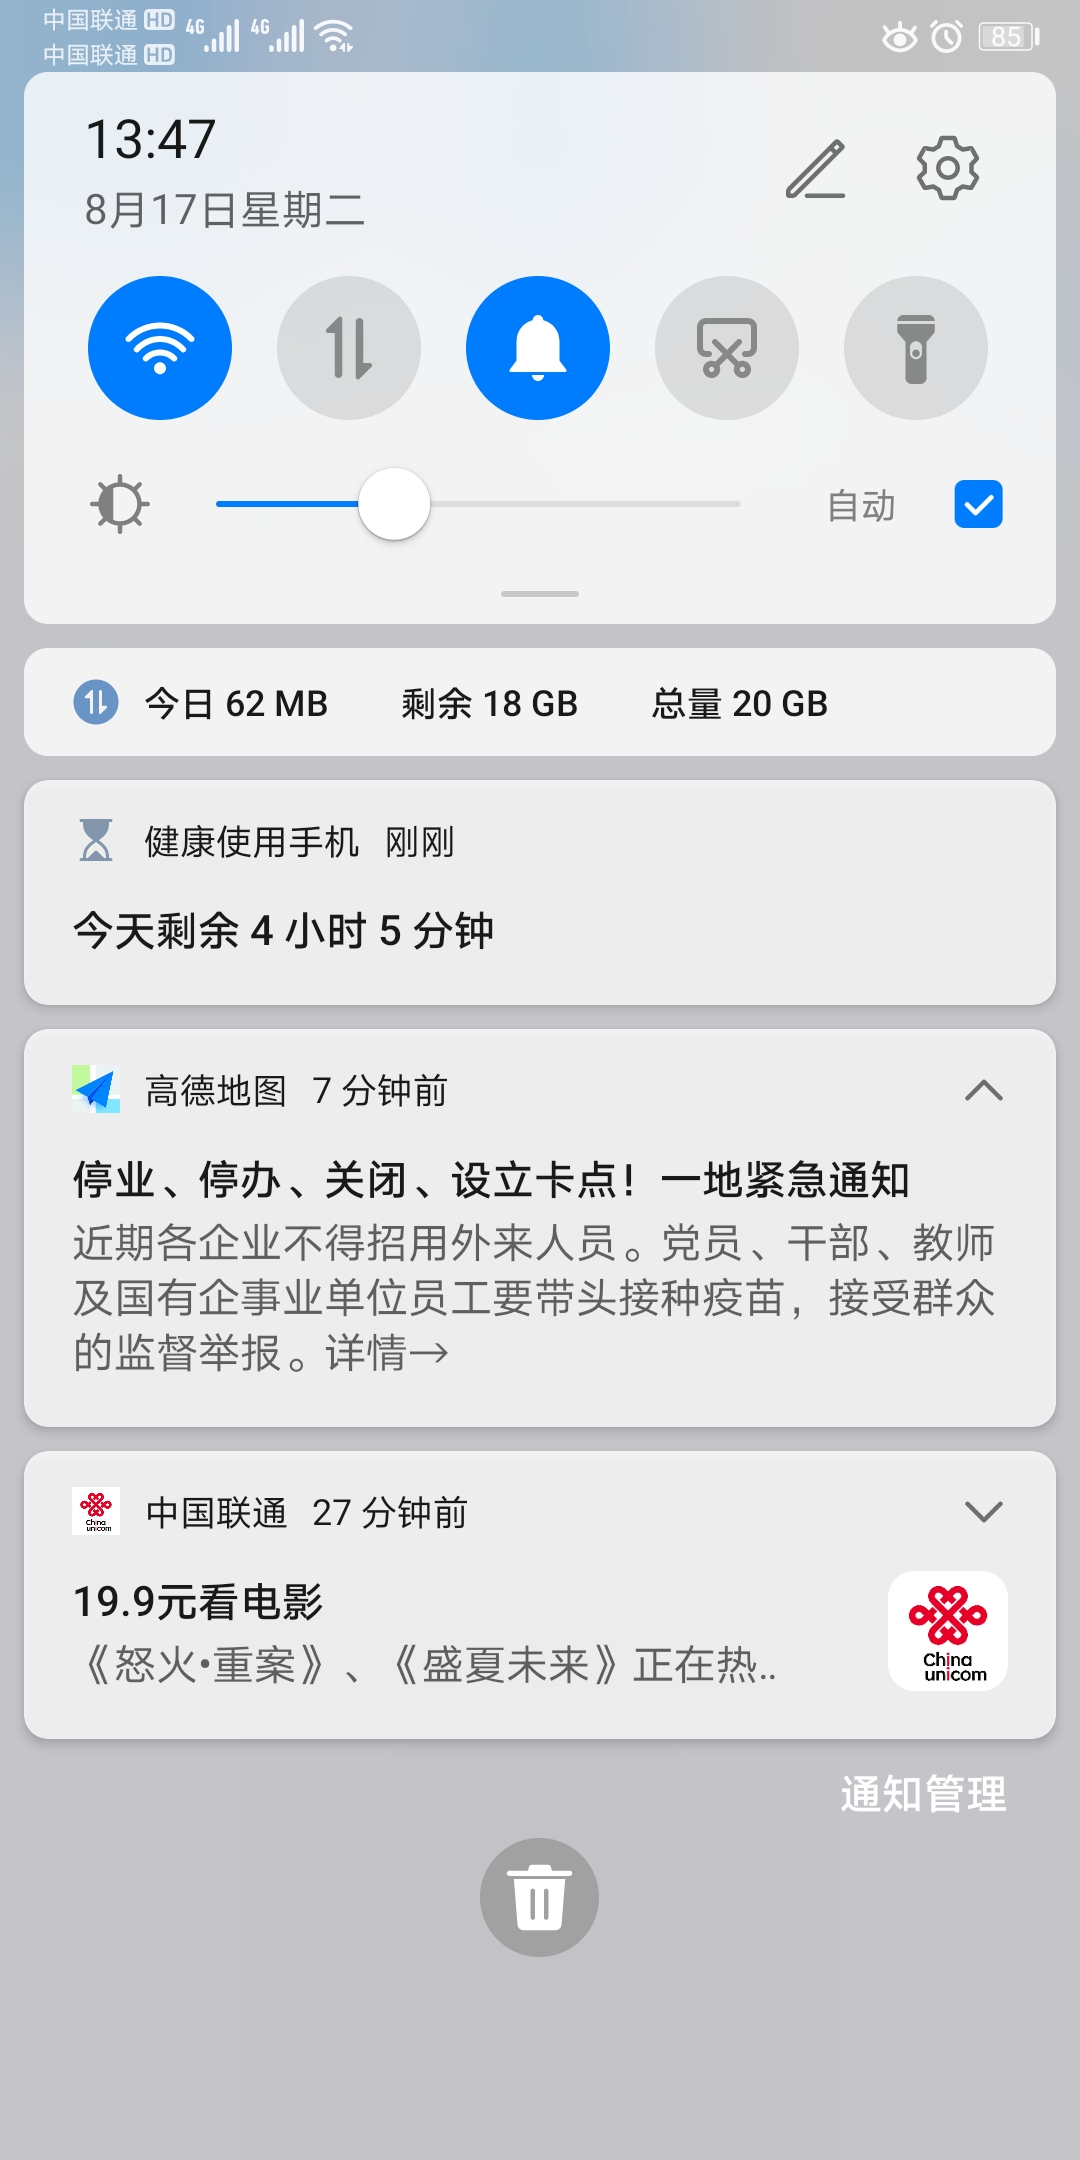 中国联通 HD 4G 4G
中国联通 HD
85
13:47
8月17日星期二
自动
今日 62 MB 剩余 18 GB 总量 20 GB
健康使用手机 刚刚
今天剩余 4 小时 5 分钟
高德地图 7 分钟前
停业、停办、关闭、设立卡点！一地紧急通知
近期各企业不得招用外来人员。党员、干部、教师
及国有企事业单位员工要带头接种疫苗，接受群众
的监督举报。详情→
China
unicom
中国联通 27 分钟前
19.9元看电影
《怒火•重案》、《盛夏未来》正在热..
China
unicom
通知管理